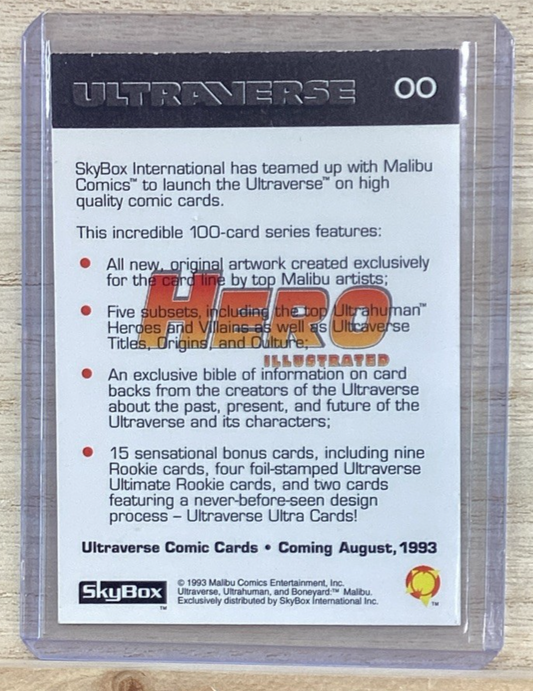 ULTRAVERSE 00
SkyBox International has teamed up with Malibu
Comics™ to launch the Ultraverse™ on high
quality comic cards.
This incredible 100-card series features:
• All new, original artwork created exclusively
for the card line by top Malibu artists;
• Five subsets, including the top Ultrahuman™
Heroes and Villains as well as Ultraverse
Titles, Origins, and Culture;
HERO
ILLUSTRATED
• An exclusive bible of information on card
backs from the creators of the Ultraverse
about the past, present, and future of the
Ultraverse and its characters;
• 15 sensational bonus cards, including nine
Rookie cards, four foil-stamped Ultraverse
Ultimate Rookie cards, and two cards
featuring a never-before-seen design
process – Ultraverse Ultra Cards!
Ultraverse Comic Cards • Coming August, 1993
SkyBox™
© 1993 Malibu Comics Entertainment, Inc.
Ultraverse, Ultrahuman, and Boneyard:™ Malibu.
Exclusively distributed by SkyBox International Inc.
™